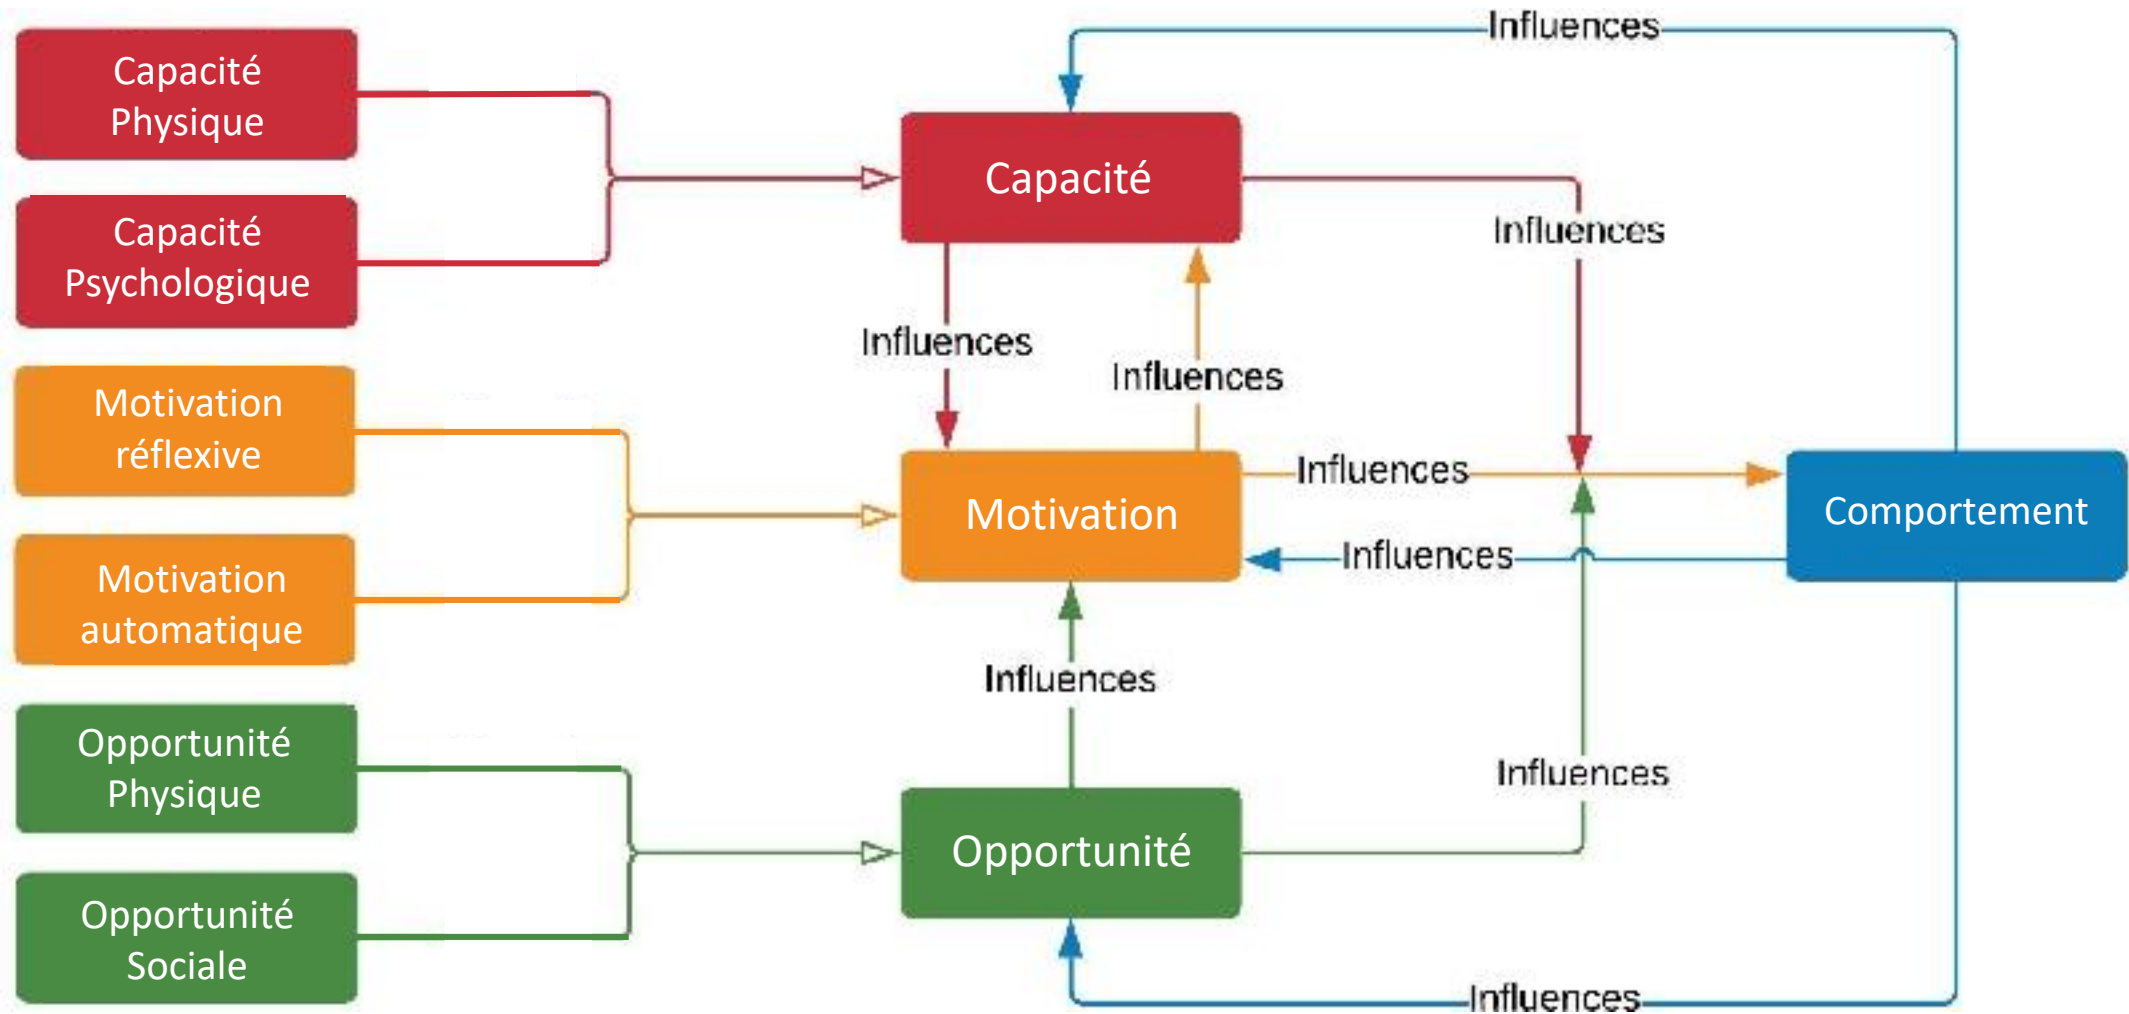 Influences
Capacité
Physique
Capacité
Capacité
Psychologique
Influences
Influences
Influences
Motivation
réflexive
Influences
Motivation
Comportement
Influences
Motivation
automatique
Influences
Opportunité
Physique
Influences
Opportunité
Opportunité
Sociale
Influences